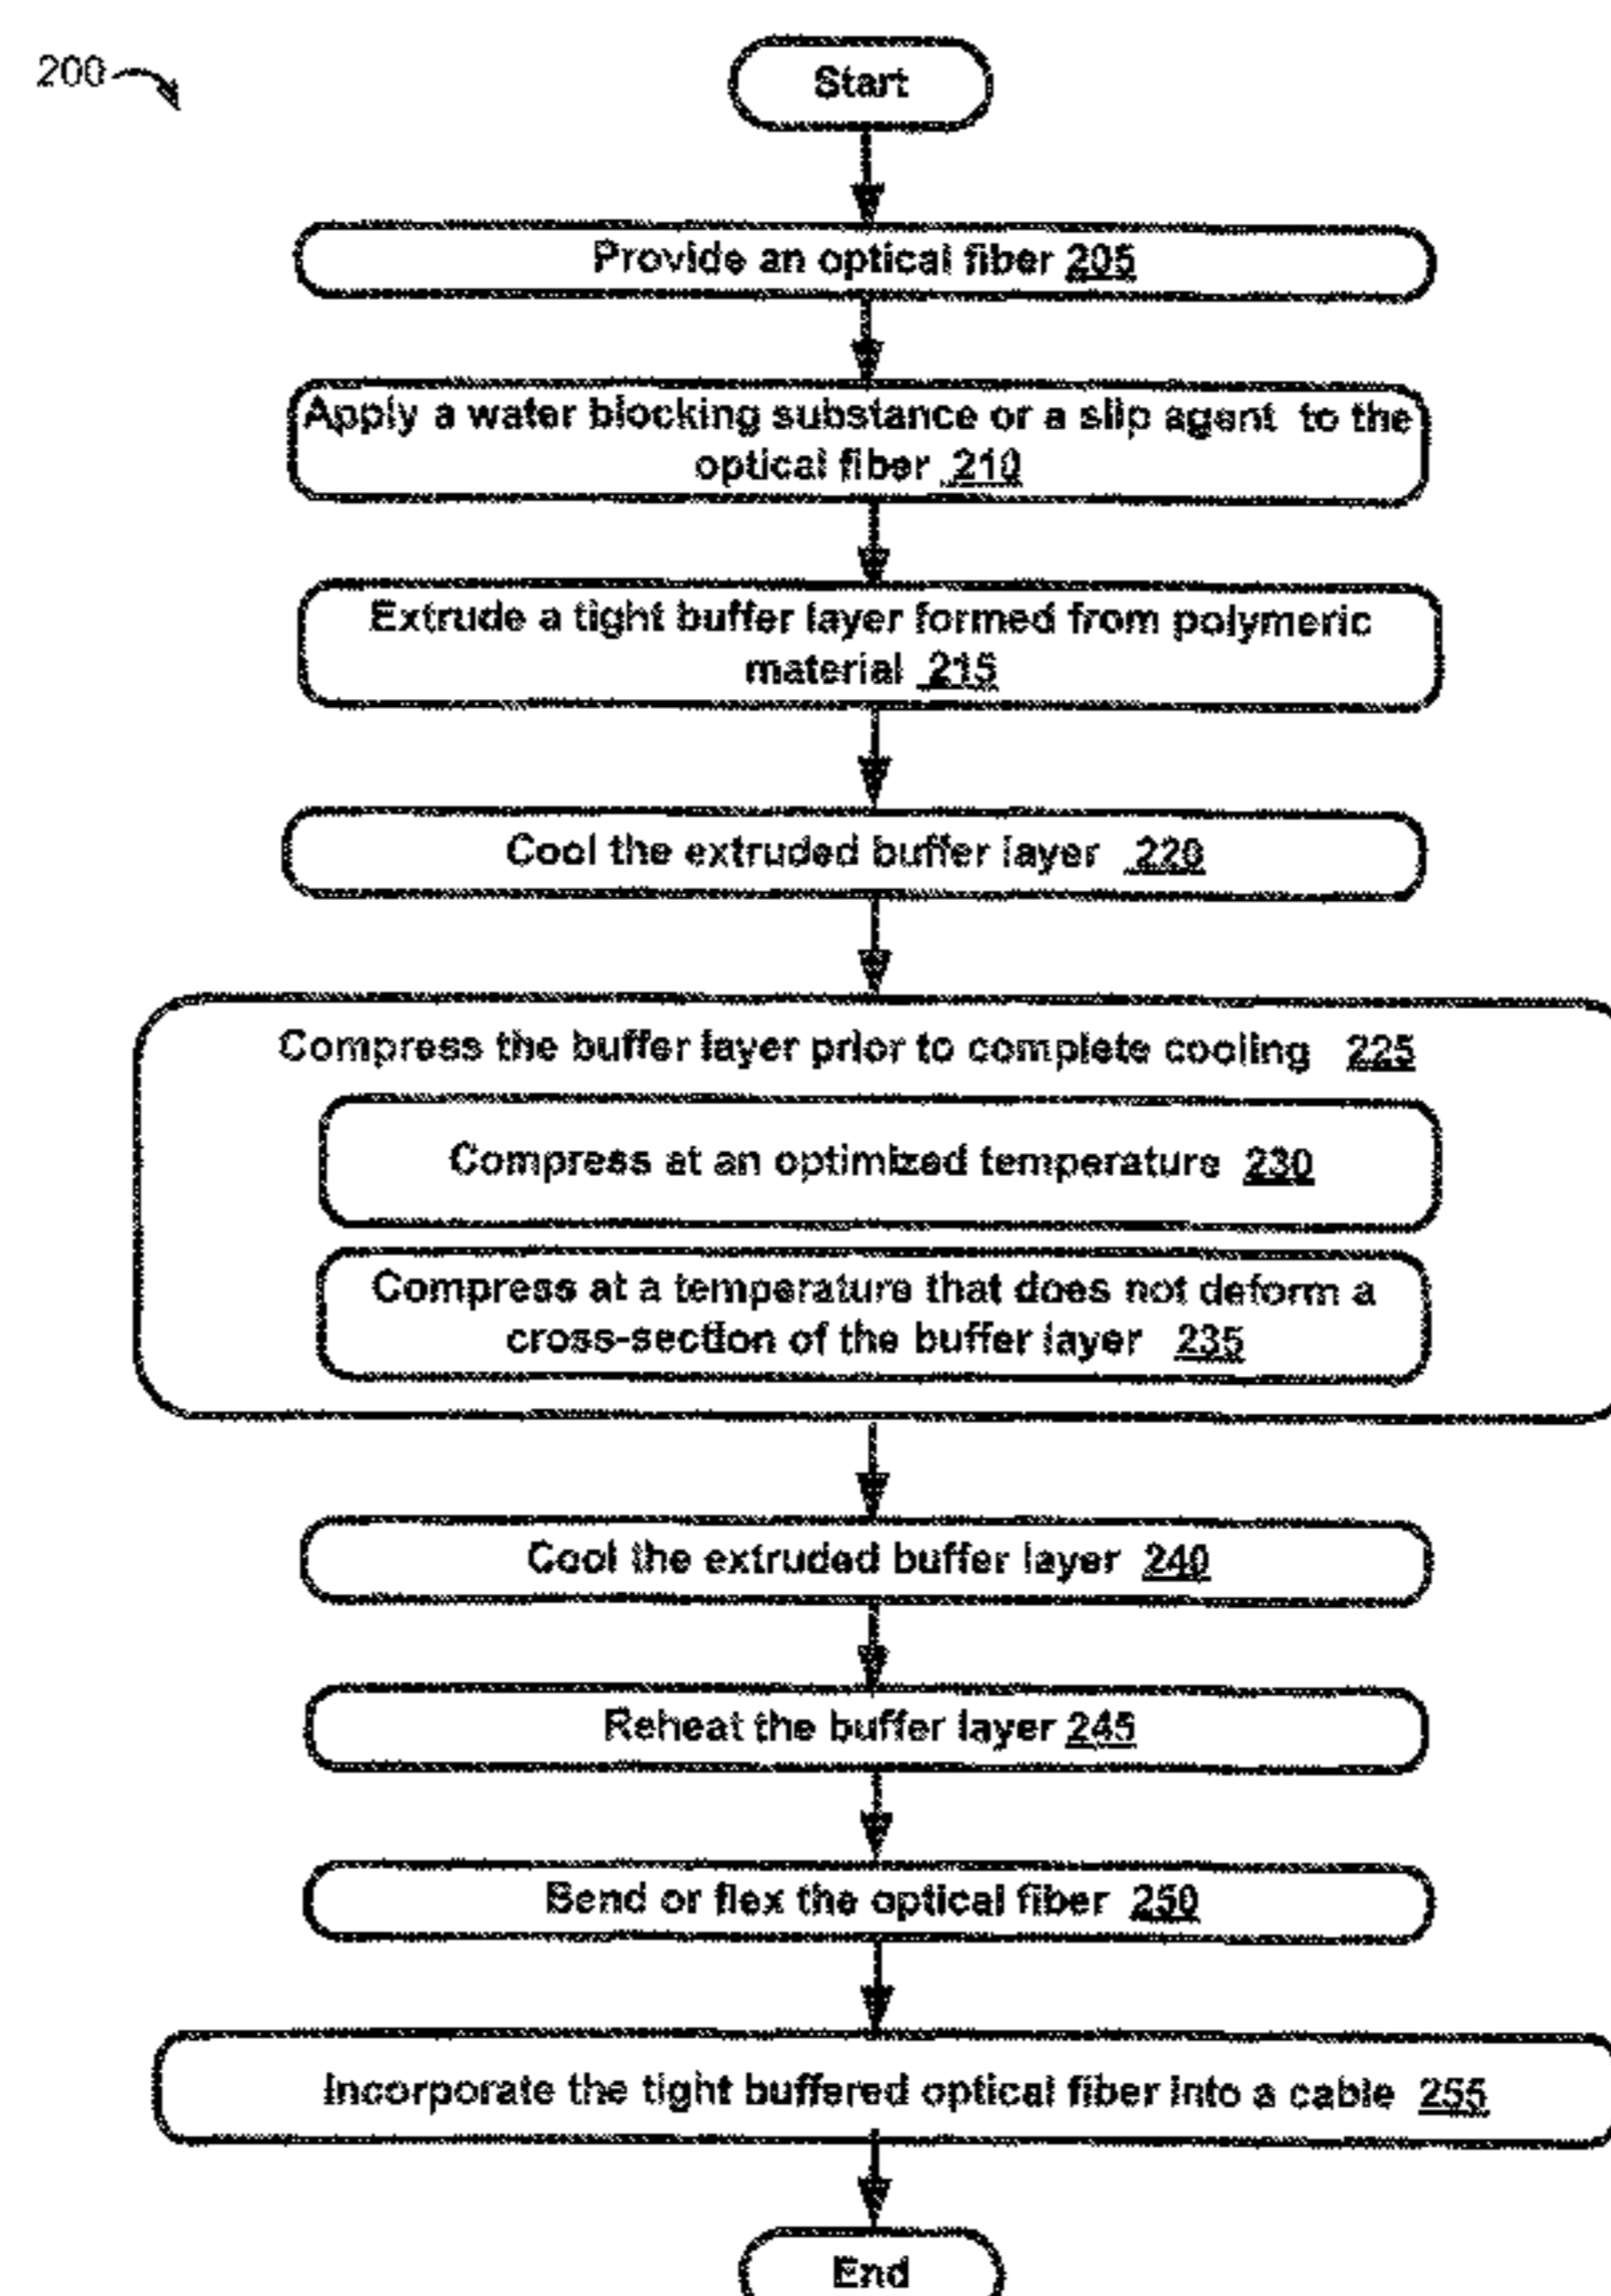 200
Start
Provide an optical fiber 205
Apply a water blocking substance or a slip agent to the
optical fiber 210
Extrude a tight buffer layer formed from polymeric
material 215
Cool the extruded buffer layer 220
Compress the buffer layer prior to complete cooling 225
Compress at an optimized temperature 230
Compress at a temperature that does not deform a
cross-section of the buffer layer 235
Cool the extruded buffer layer 240
Reheat the buffer layer 245
Bend or flex the optical fiber 250
Incorporate the tight buffered optical fiber into a cable 255
End